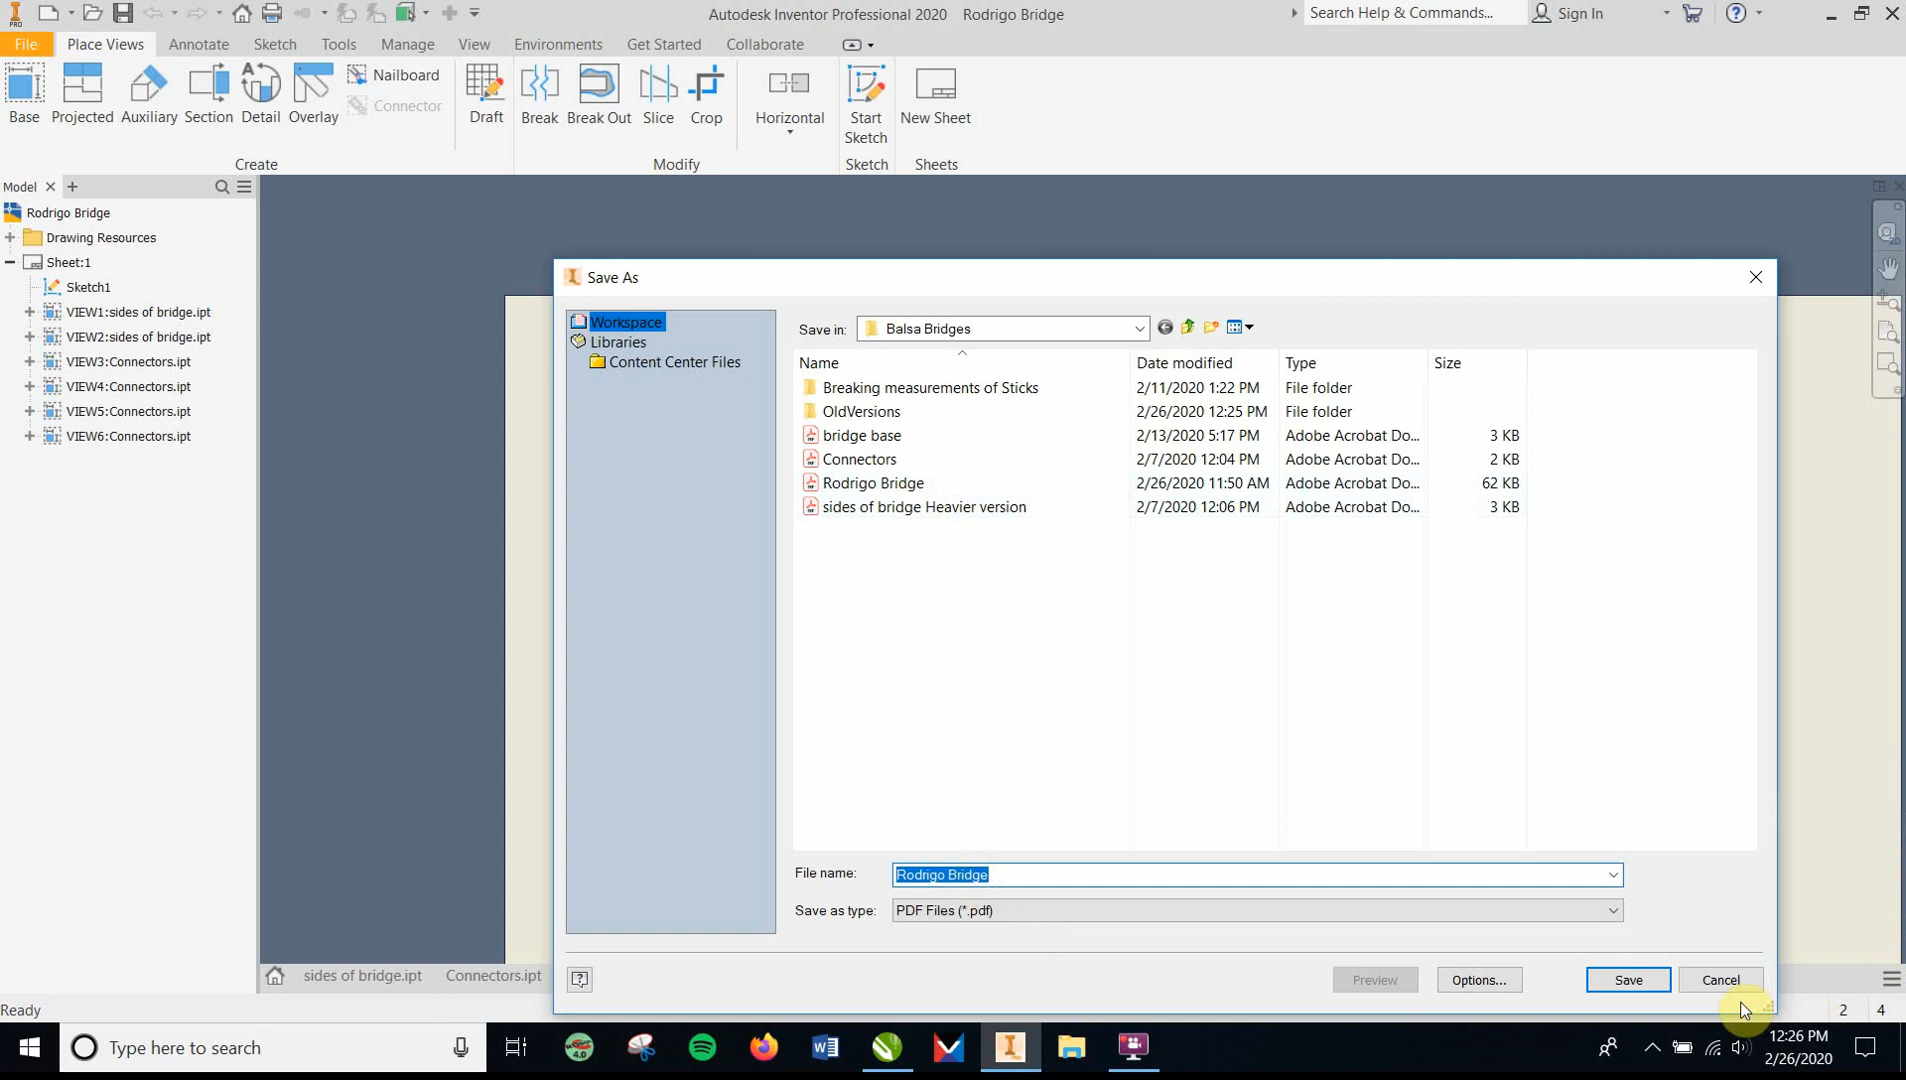 Autodesk Inventor Professional 2020 Rodrigo Bridge
Search Help & Commands...
Sign In
File Place Views Annotate Sketch Tools Manage View Environments Get Started Collaborate
Base Projected Auxiliary Section Detail Overlay
Nailboard
Connector
Draft
Break Break Out Slice Crop
Horizontal
Start Sketch
New Sheet
Create
Modify
Sketch
Sheets
Model
Rodrigo Bridge
Drawing Resources
Sheet:1
Sketch1
VIEW1:sides of bridge.ipt
VIEW2:sides of bridge.ipt
VIEW3:Connectors.ipt
VIEW4:Connectors.ipt
VIEW5:Connectors.ipt
VIEW6:Connectors.ipt
Save As
Workspace
Libraries
Content Center Files
Save in: Balsa Bridges
Name Date modified Type Size
Breaking measurements of Sticks 2/11/2020 1:22 PM File folder
OldVersions 2/26/2020 12:25 PM File folder
bridge base 2/13/2020 5:17 PM Adobe Acrobat Do... 3 KB
Connectors 2/7/2020 12:04 PM Adobe Acrobat Do... 2 KB
Rodrigo Bridge 2/26/2020 11:50 AM Adobe Acrobat Do... 62 KB
sides of bridge Heavier version 2/7/2020 12:06 PM Adobe Acrobat Do... 3 KB
File name: Rodrigo Bridge
Save as type: PDF Files (*.pdf)
Preview Options... Save Cancel
sides of bridge.ipt Connectors.ipt
Ready
2 4
Type here to search
4.0
12:26 PM
2/26/2020